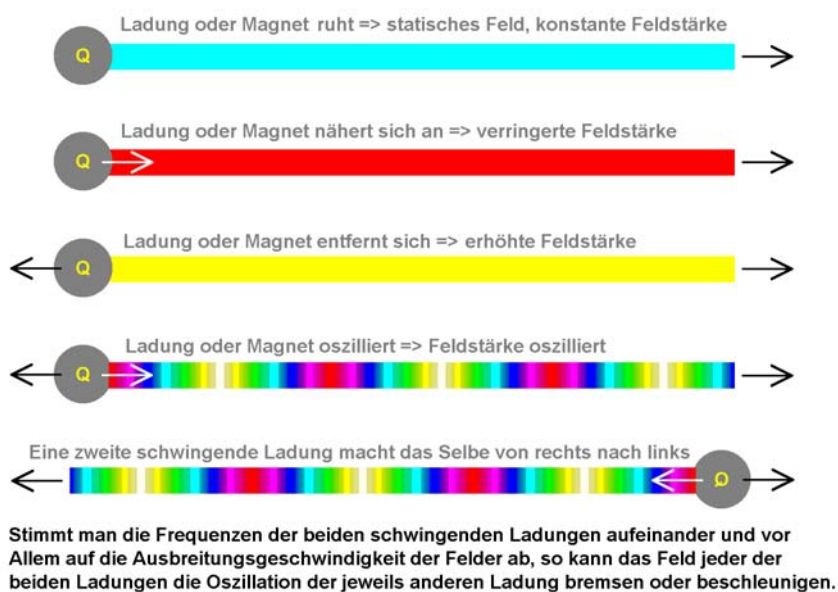 Ladung oder Magnet ruht => statisches Feld, konstante Feldstärke
Q
Ladung oder Magnet nähert sich an => verringerte Feldstärke
Q
Ladung oder Magnet entfernt sich => erhöhte Feldstärke
Q
Ladung oder Magnet oszilliert => Feldstärke oszilliert
Q
Eine zweite schwingende Ladung macht das Selbe von rechts nach links
Q
Stimmt man die Frequenzen der beiden schwingenden Ladungen aufeinander und vor
Allem auf die Ausbreitungsgeschwindigkeit der Felder ab, so kann das Feld jeder der
beiden Ladungen die Oszillation der jeweils anderen Ladung bremsen oder beschleunigen.